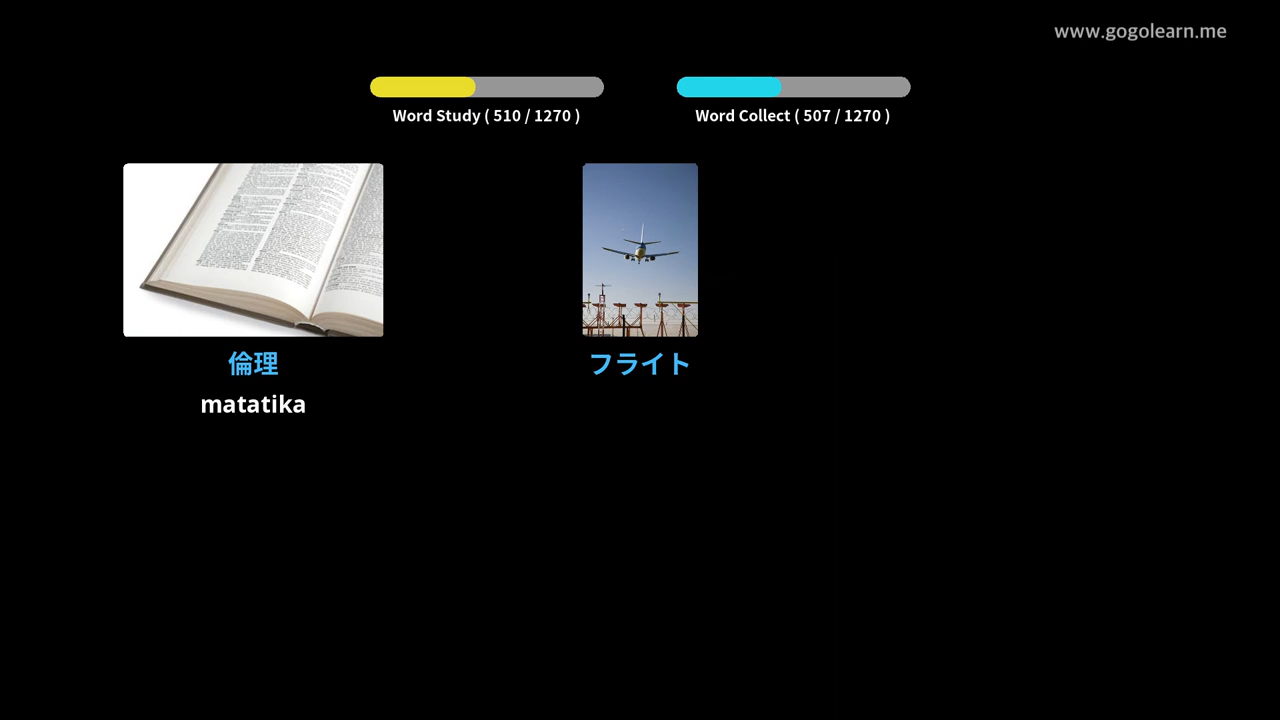 www.gogolearn.me
Word Study ( 510 / 1270 )
Word Collect ( 507 / 1270 )
倫理
フライト
matatika